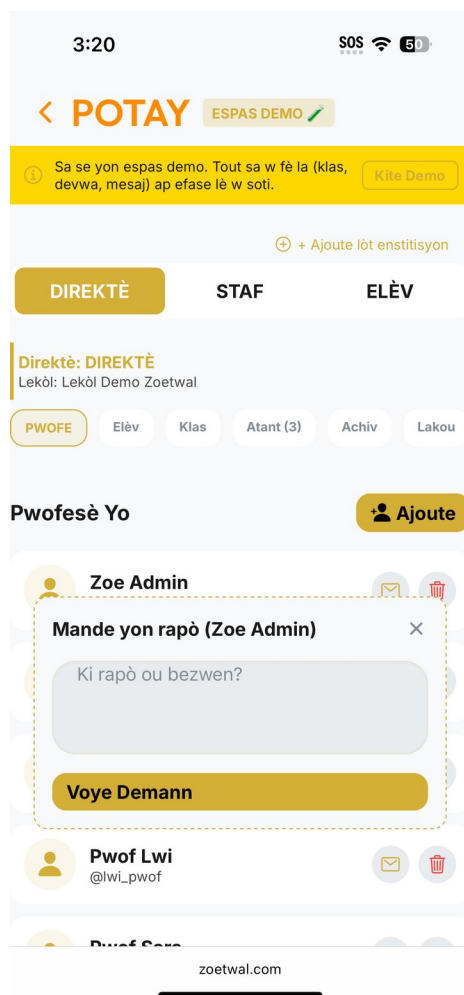 3:20
SOS
50
POTAY
ESPAS DEMO
Sa se yon espas demo. Tout sa w fè la (klas,
devwa, mesaj) ap efase lè w soti.
Kite Demo
+ Ajoute lòt enstitisyon
DIREKTÈ
STAF
ELÈV
Direktè: DIREKTÈ
Lekòl: Lekòl Demo Zoetwal
PWOFE
Elèv
Klas
Atant (3)
Achiv
Lakou
Pwofesè Yo
Ajoute
Zoe Admin
Mande yon rapò (Zoe Admin)
Ki rapò ou bezwen?
Voye Demann
Pwof Lwi
@lwi_pwof
zoetwal.com